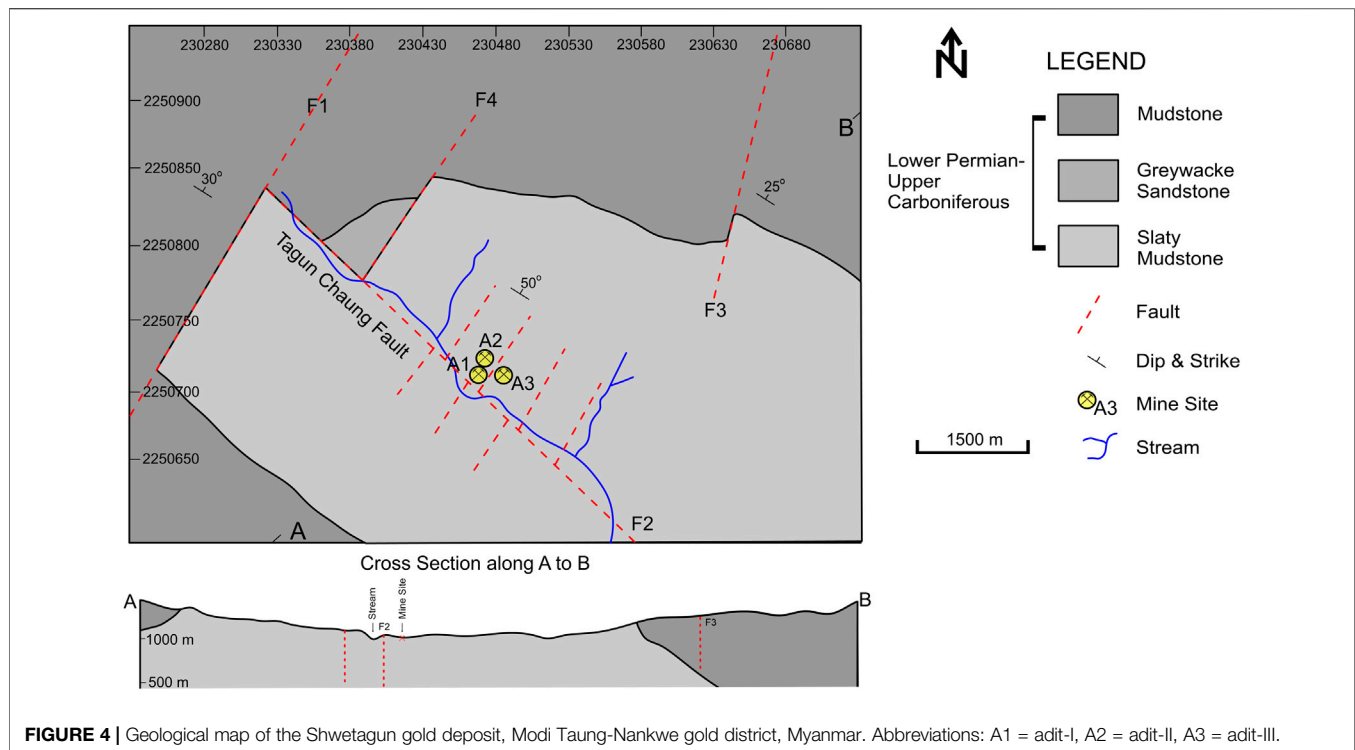 230280 230330 230380 230430 230480 230530 230580 230630 230680
N
LEGEND
F1
F4
2250900
B
Mudstone
2250850
30°
25°
Lower Permian-
Upper
Carboniferous
Greywacke
Sandstone
2250800
Slaty
Mudstone
Tagun Chaung Fault
50°
F3
Fault
2250750
A2
A1
A3
Dip & Strike
2250700
A3
Mine Site
1500 m
Stream
2250650
F2
A
Cross Section along A to B
A
Stream
F2
Mine Site
B
F3
1000 m
500 m
FIGURE 4 | Geological map of the Shwetagun gold deposit, Modi Taung-Nankwe gold district, Myanmar. Abbreviations: A1 = adit-I, A2 = adit-II, A3 = adit-III.